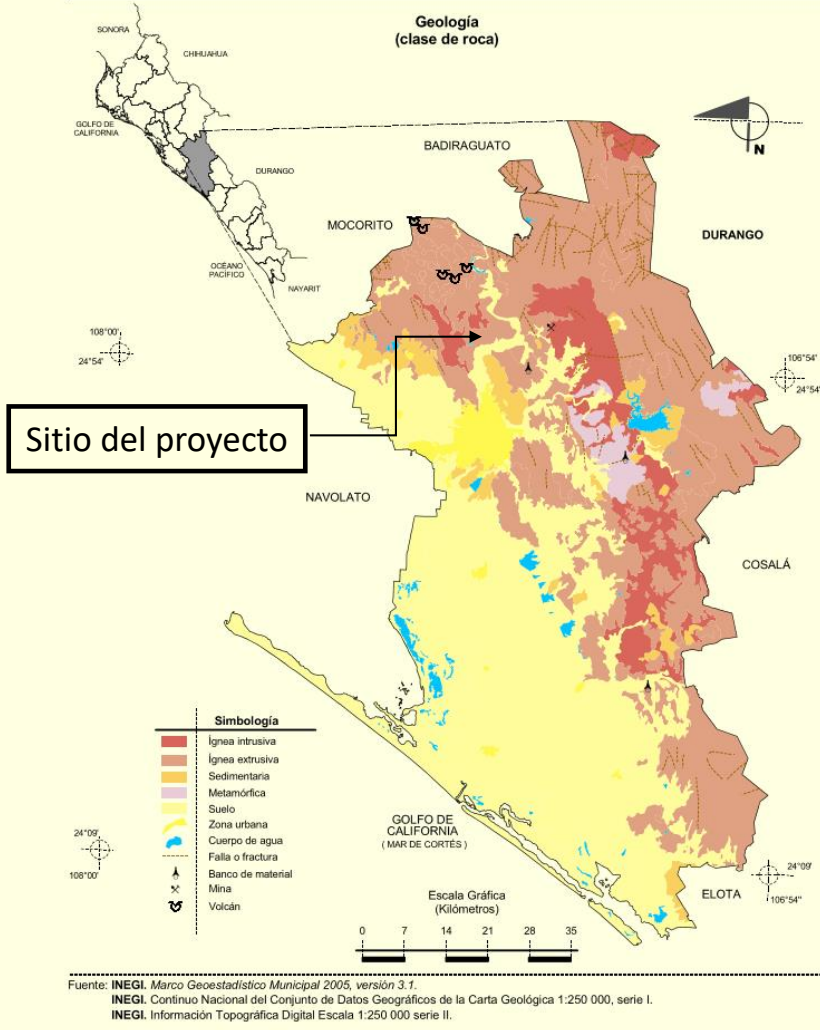 Geología
(clase de roca)
SONORA
CHIHUAHUA
GOLFO DE
CALIFORNIA
DURANGO
OCÉANO
PACÍFICO
NAYARIT
BADIRAGUATO
N
MOCORITO
DURANGO
108°00'
24°54'
106°54'
24°54'
Sitio del proyecto
NAVOLATO
COSALÁ
Simbología
Ígnea intrusiva
Ígnea extrusiva
Sedimentaria
Metamórfica
Suelo
Zona urbana
Cuerpo de agua
Falla o fractura
Banco de material
Mina
Volcán
GOLFO DE
CALIFORNIA
( MAR DE CORTÉS )
24°09'
108°00'
24°09'
106°54"
ELOTA
Escala Gráfica
(Kilómetros)
0 7 14 21 28 35
Fuente: INEGI. Marco Geoestadístico Municipal 2005, versión 3.1.
INEGI. Continuo Nacional del Conjunto de Datos Geográficos de la Carta Geológica 1:250 000, serie I.
INEGI. Información Topográfica Digital Escala 1:250 000 serie II.